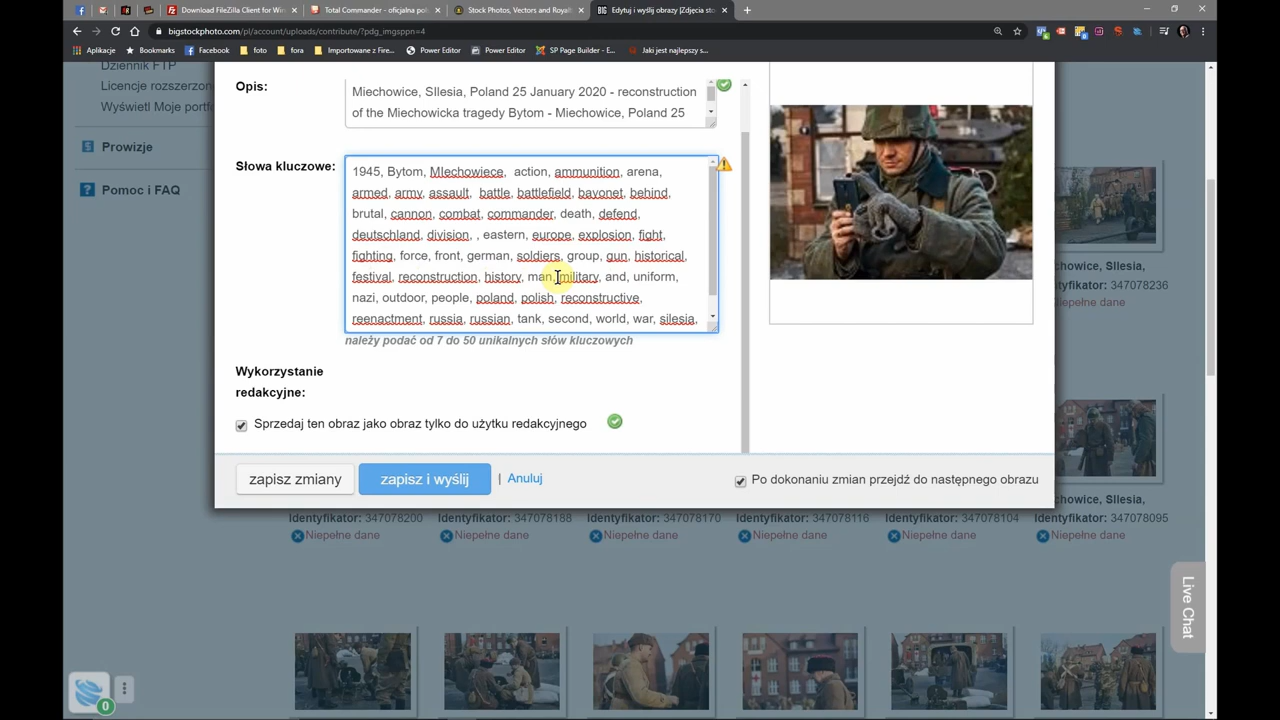 Download FileZilla Client for Win
Total Commander - oficjalna pols
Stock Photos, Vectors and Royalt
BIG Edytuj i wyślij obrazy [Zdjęcia sto
bigstockphoto.com/pl/account/uploads/contribute/?pdg_imgsppn=4
Aplikacje
Bookmarks
Facebook
foto
fora
Importowane z Fire...
Power Editor
Power Editor
SP Page Builder - E...
Jaki jest najlepszy s...
Dziennik FTP
Licencje rozszerzon
Wyświetl Moje portfo
Prowizje
Pomoc i FAQ
Opis:
Miechowice, SIlesia, Poland 25 January 2020 - reconstruction
of the Miechowicka tragedy Bytom - Miechowice, Poland 25
Słowa kluczowe:
1945, Bytom, MIechowiece, action, ammunition, arena,
armed, army, assault, battle, battlefield, bayonet, behind,
brutal, cannon, combat, commander, death, defend,
deutschland, division, , eastern, europe, explosion, fight,
fighting, force, front, german, soldiers, group, gun, historical,
festival, reconstruction, history, man, military, and, uniform,
nazi, outdoor, people, poland, polish, reconstructive,
reenactment, russia, russian, tank, second, world, war, silesia,
należy podać od 7 do 50 unikalnych słów kluczowych
Wykorzystanie
redakcyjne:
Sprzedaj ten obraz jako obraz tylko do użytku redakcyjnego
zapisz zmiany
zapisz i wyślij
| Anuluj
Po dokonaniu zmian przejdź do następnego obrazu
howice, SIlesia,
Identyfikator: 347078236
Niepełne dane
chowice, SIlesia,
Identyfikator: 347078200
Identyfikator: 347078188
Identyfikator: 347078170
Identyfikator: 347078116
Identyfikator: 347078104
Identyfikator: 347078095
Niepełne dane
Niepełne dane
Niepełne dane
Niepełne dane
Niepełne dane
Niepełne dane
Live Chat
0